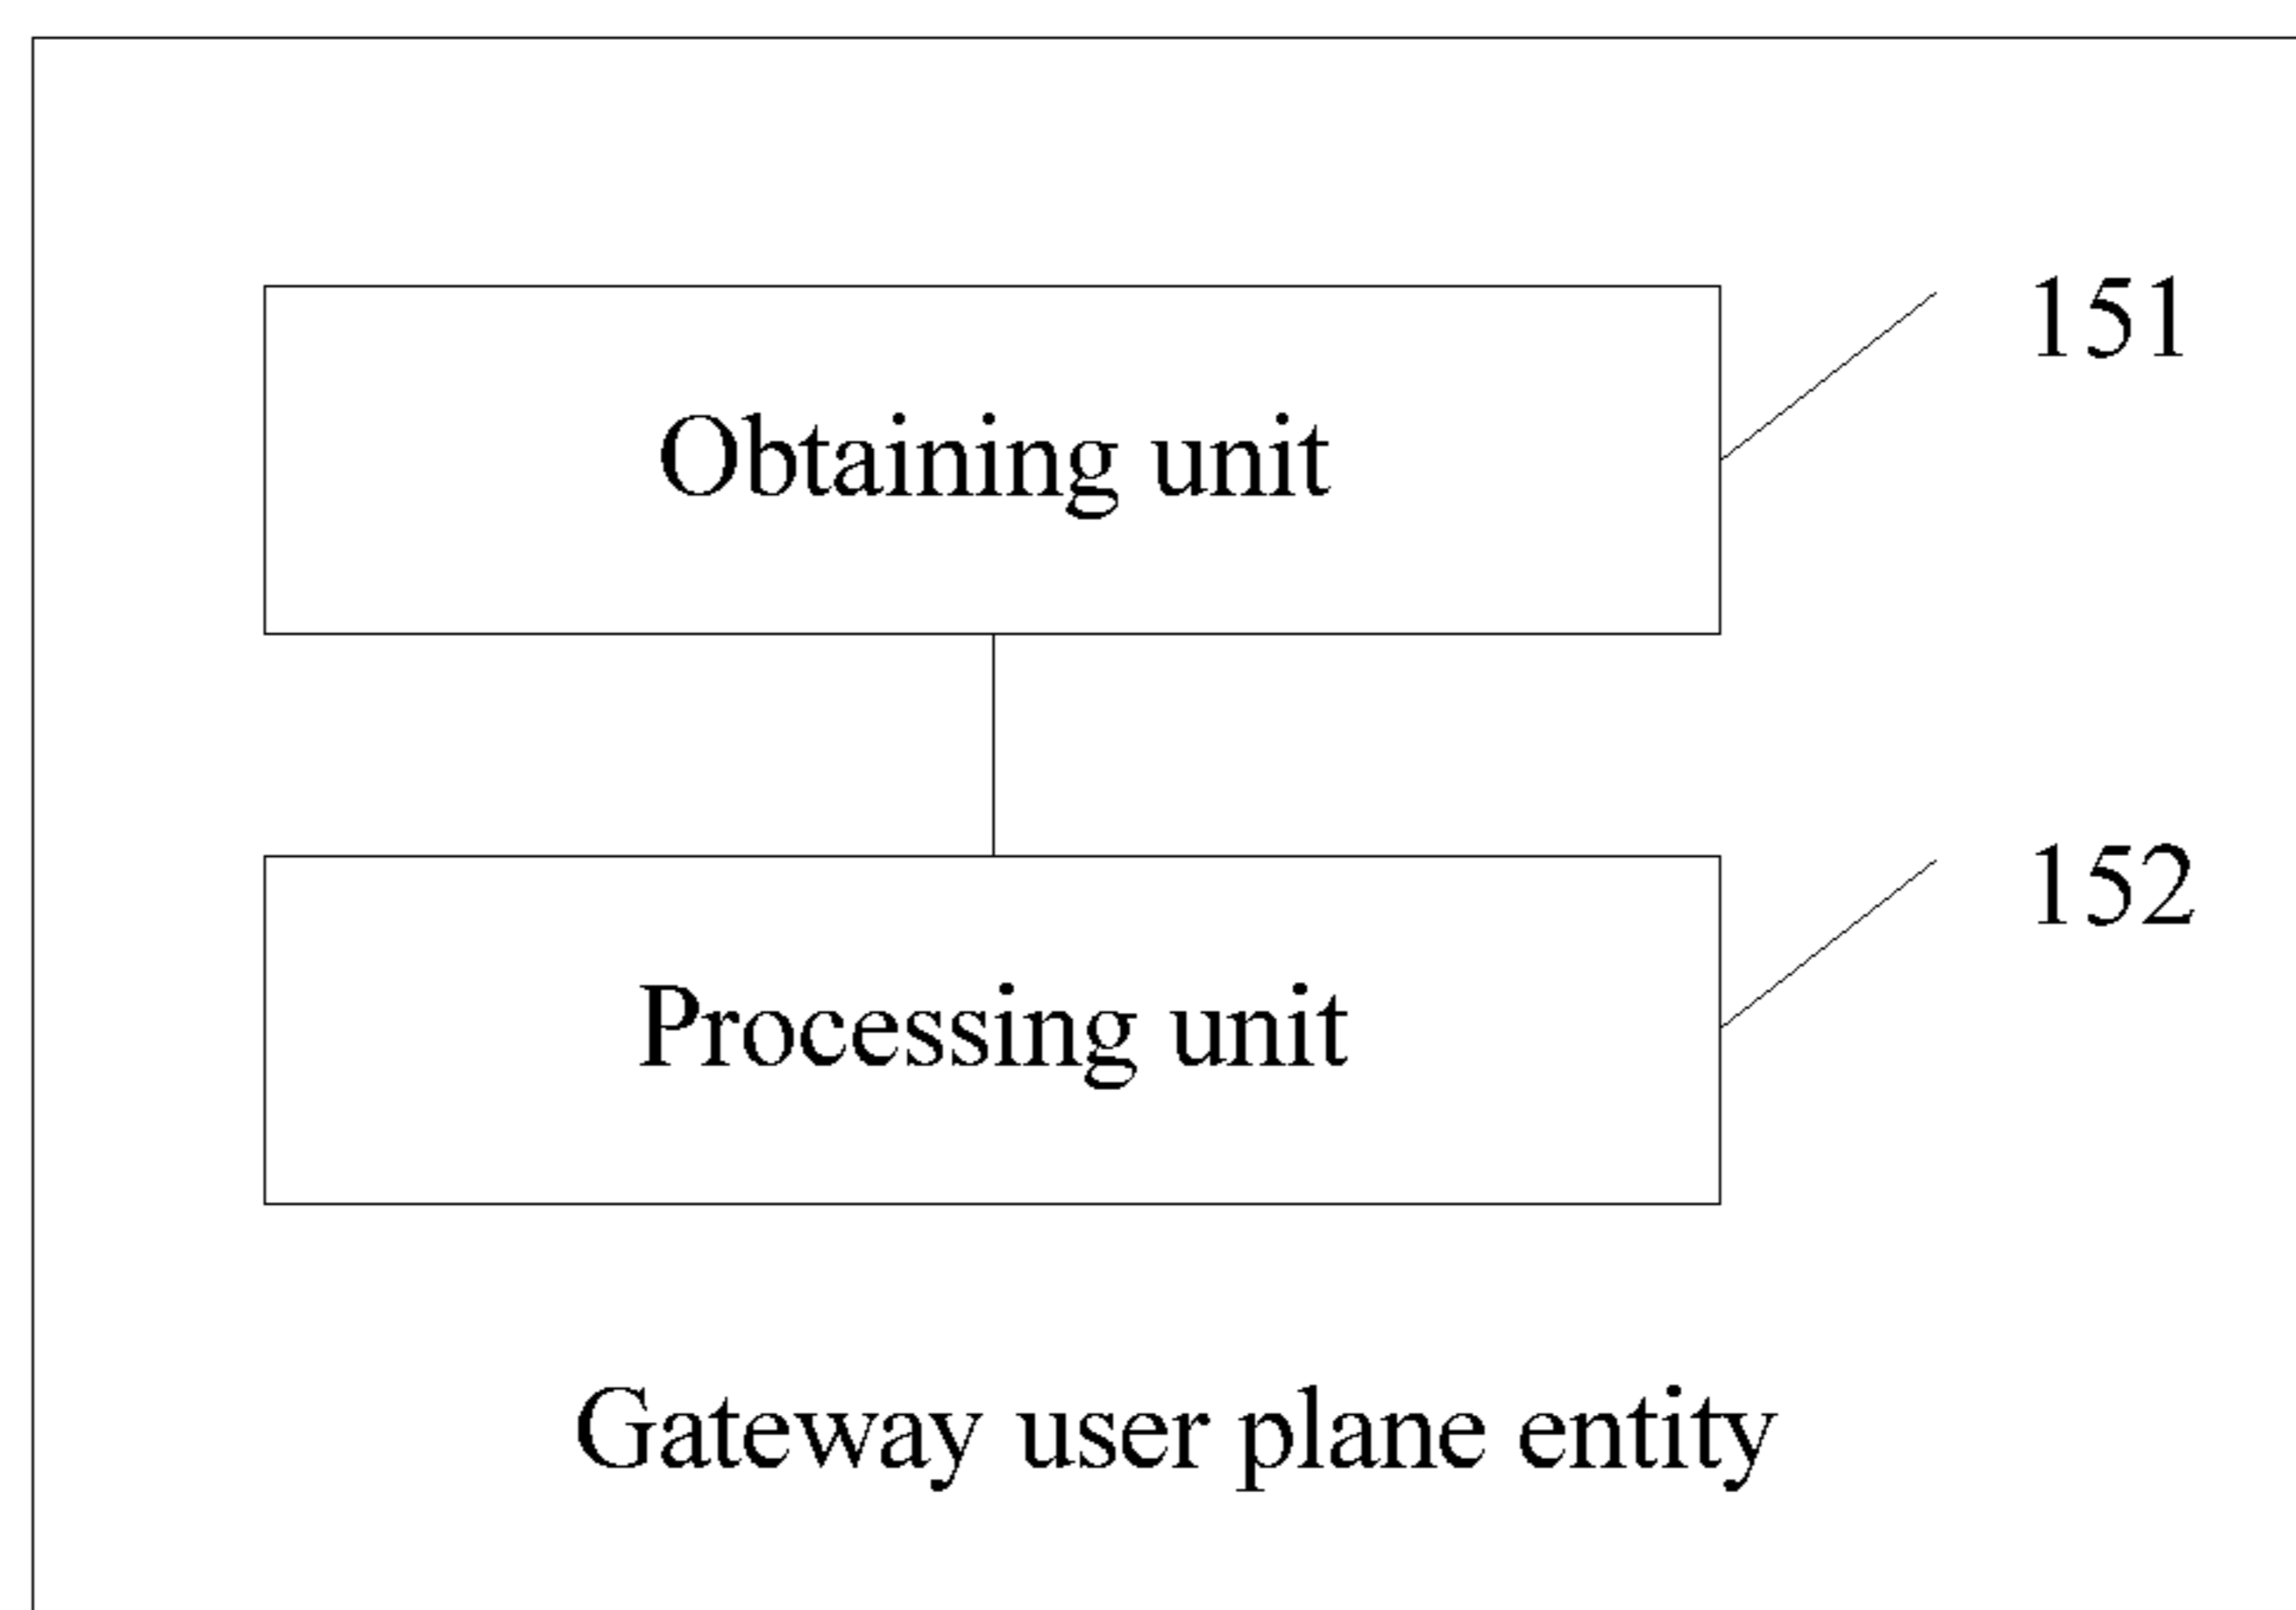 151
Obtaining unit
152
Processing unit
Gateway user plane entity